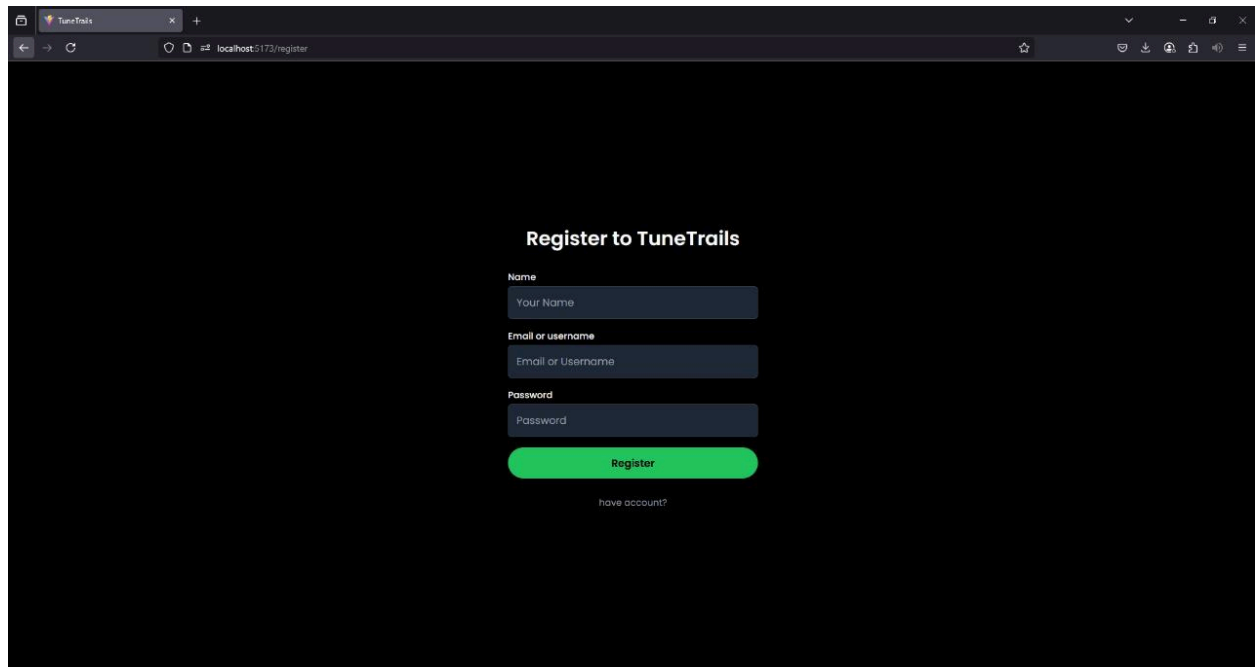 TuneTrails
localhost:5173/register
Register to TuneTrails
Name
Your Name
Email or username
Email or Username
Password
Password
Register
have account?